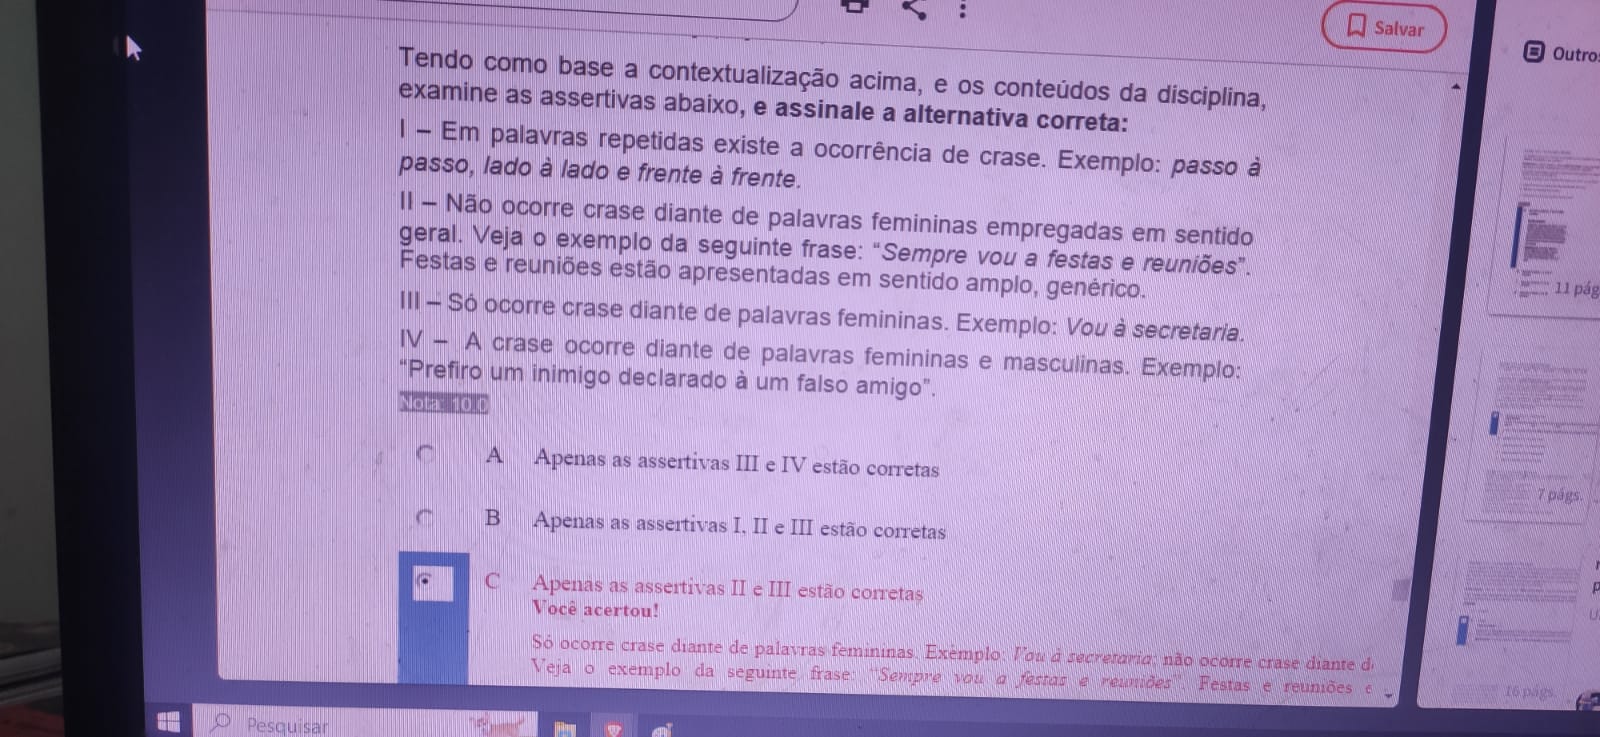 Salvar
Outro
Tendo como base a contextualização acima, e os conteúdos da disciplina,
examine as assertivas abaixo, e assinale a alternativa correta:
I – Em palavras repetidas existe a ocorrência de crase. Exemplo: passo à
passo, lado à lado e frente à frente.
II – Não ocorre crase diante de palavras femininas empregadas em sentido
geral. Veja o exemplo da seguinte frase: “Sempre vou a festas e reuniões”.
Festas e reuniões estão apresentadas em sentido amplo, genérico.
III – Só ocorre crase diante de palavras femininas. Exemplo: Vou à secretaria.
IV – A crase ocorre diante de palavras femininas e masculinas. Exemplo:
“Prefiro um inimigo declarado à um falso amigo”.
Nota: 10.0
A Apenas as assertivas III e IV estão corretas
B Apenas as assertivas I, II e III estão corretas
C Apenas as assertivas II e III estão corretas
Você acertou!
Só ocorre crase diante de palavras femininas. Exemplo: Vou à secretaria; não ocorre crase diante d
Veja o exemplo da seguinte frase: “Sempre vou a festas e reuniões”. Festas e reuniões e
11 pág
7 págs.
16 págs.
Pesquisar